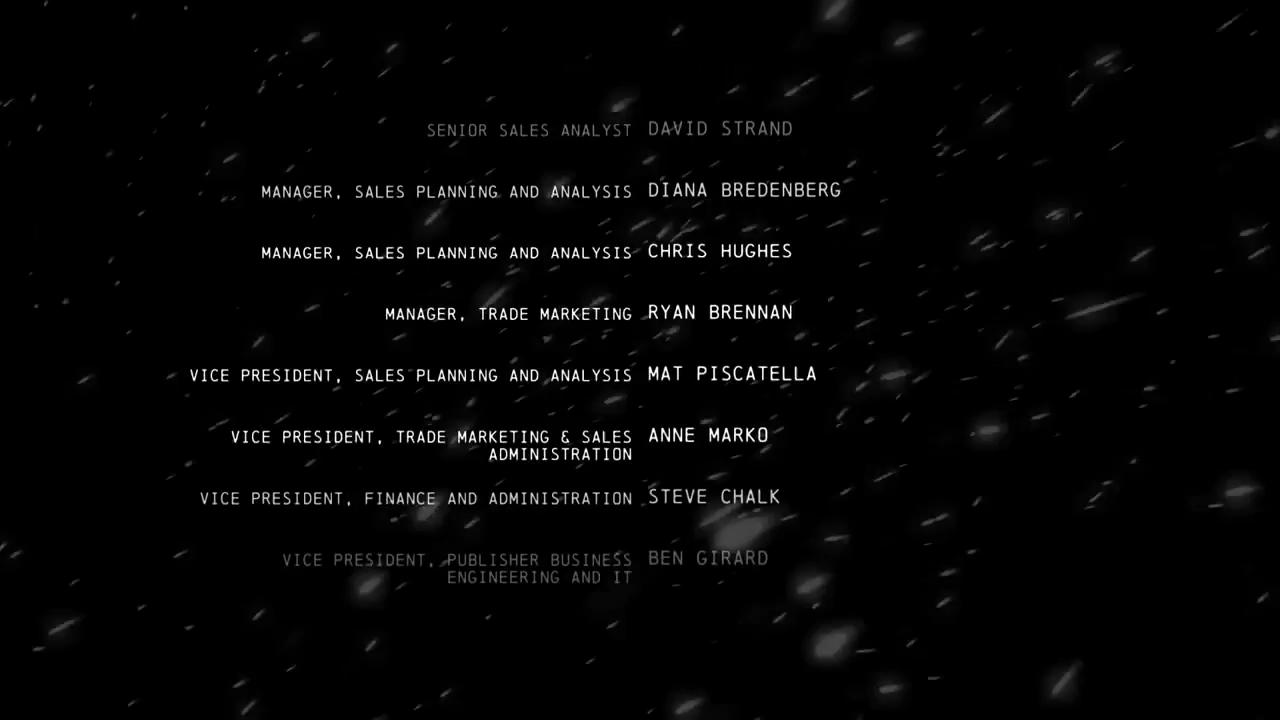 SENIOR SALES ANALYST DAVID STRAND
MANAGER, SALES PLANNING AND ANALYSIS DIANA BREDENBERG
MANAGER, SALES PLANNING AND ANALYSIS CHRIS HUGHES
MANAGER, TRADE MARKETING RYAN BRENNAN
VICE PRESIDENT, SALES PLANNING AND ANALYSIS MAT PISCATELLA
VICE PRESIDENT, TRADE MARKETING & SALES ANNE MARKO
ADMINISTRATION
VICE PRESIDENT, FINANCE AND ADMINISTRATION STEVE CHALK
VICE PRESIDENT, PUBLISHER BUSINESS BEN GIRARD
ENGINEERING AND IT